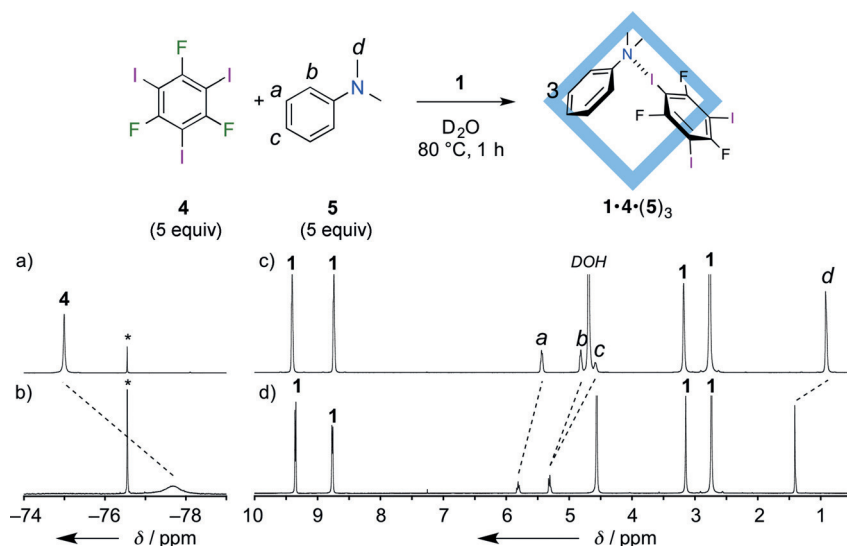 F
I I
F F
I
4
(5 equiv)
+
a b d
N
c
5
(5 equiv)
1
D₂O
80 °C, 1 h
3 N I F
F I
I F
1•4•(5)₃
a)
4 *
b)
*
–74 –76 –78
δ / ppm
c)
1 1 a b DOH c 1 1 d
d)
1 1 1 1
10 9 8 7 6 5 4 3 2 1
δ / ppm